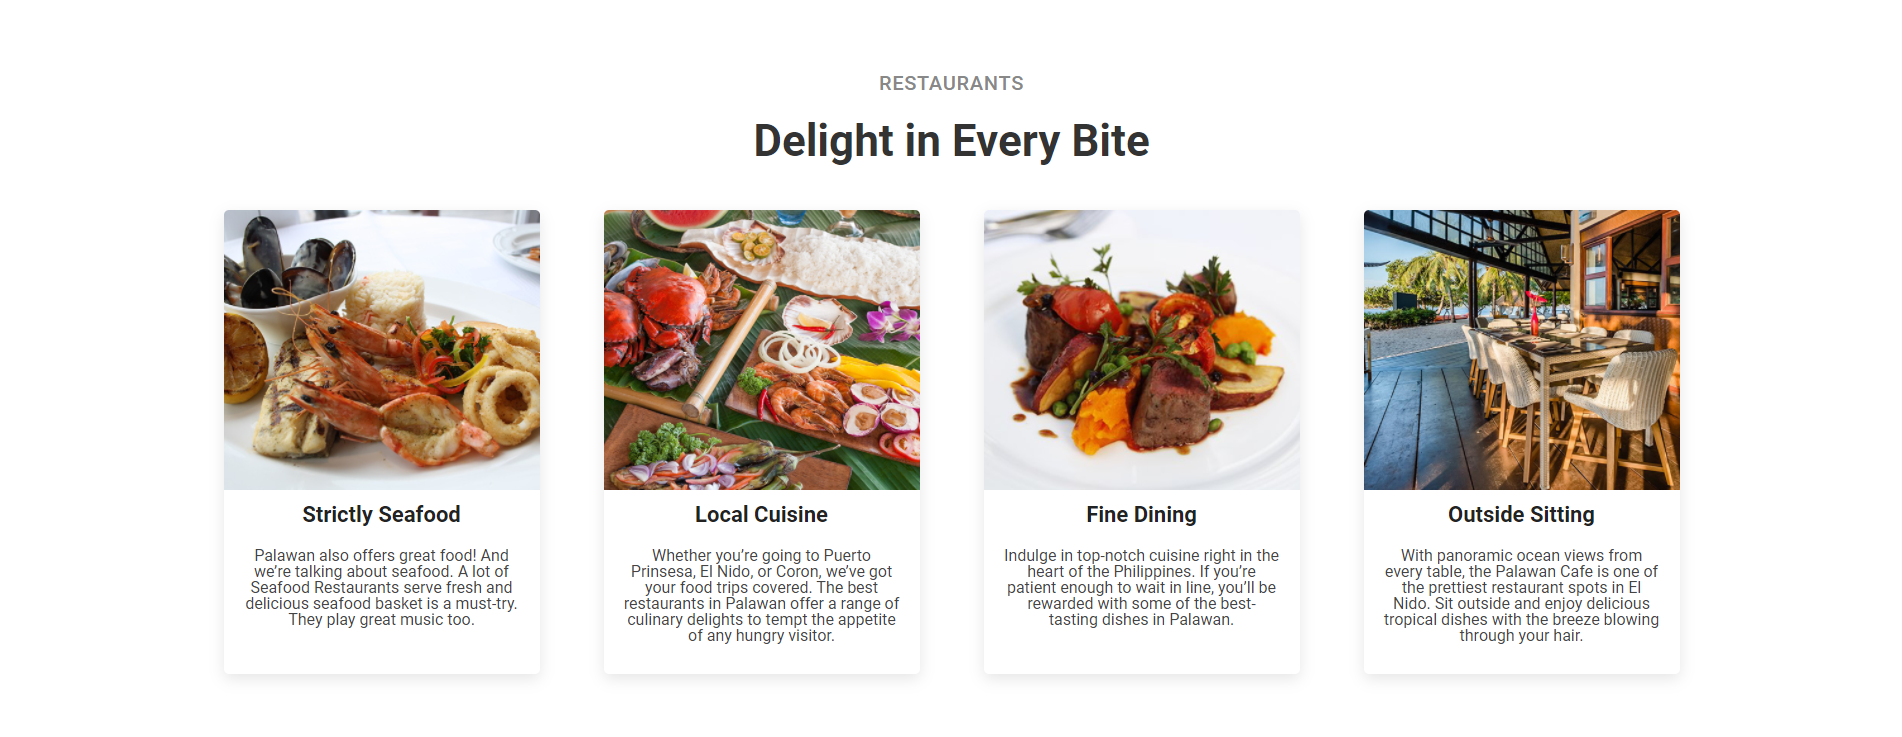 RESTAURANTS
Delight in Every Bite
Strictly Seafood
Palawan also offers great food! And
we’re talking about seafood. A lot of
Seafood Restaurants serve fresh and
delicious seafood basket is a must-try.
They play great music too.
Local Cuisine
Whether you’re going to Puerto
Prinsesa, El Nido, or Coron, we’ve got
your food trips covered. The best
restaurants in Palawan offer a range of
culinary delights to tempt the appetite
of any hungry visitor.
Fine Dining
Indulge in top-notch cuisine right in the
heart of the Philippines. If you’re
patient enough to wait in line, you’ll be
rewarded with some of the best-
tasting dishes in Palawan.
Outside Sitting
With panoramic ocean views from
every table, the Palawan Cafe is one of
the prettiest restaurant spots in El
Nido. Sit outside and enjoy delicious
tropical dishes with the breeze blowing
through your hair.